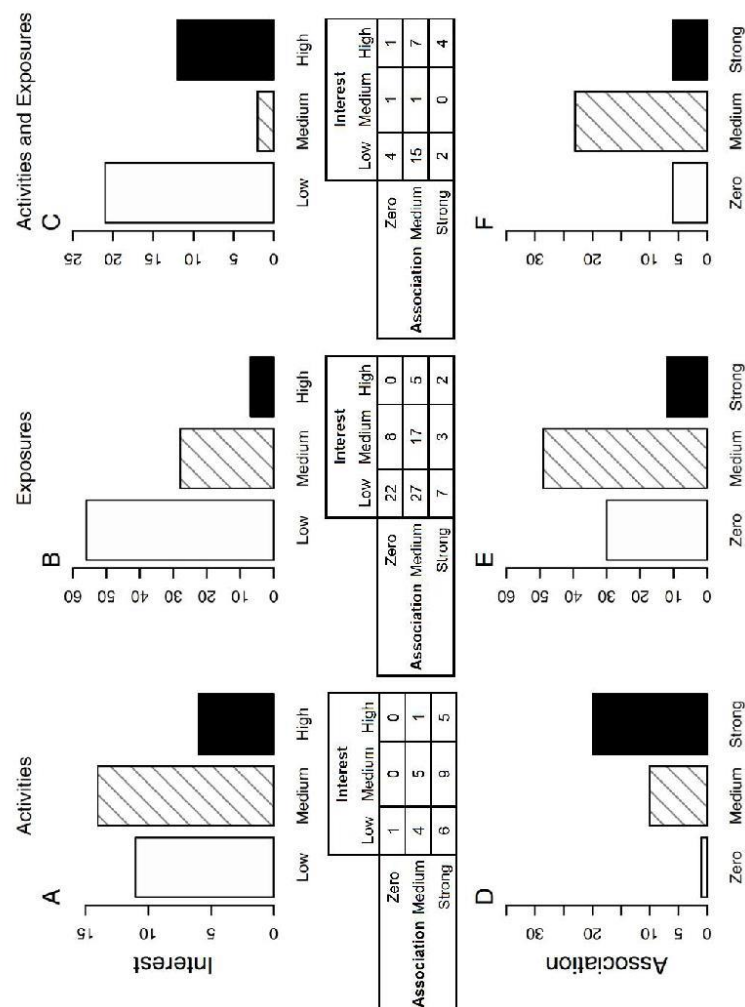 Activities
Exposures
Activities and Exposures
A
B
C
Interest
15
10
5
0
Low Medium High
60
50
40
30
20
10
0
Low Medium High
25
20
15
10
5
0
Low Medium High
Interest
Low Medium High
Zero 1 0 0
Association Medium 4 5 1
Strong 6 9 5
Interest
Low Medium High
Zero 22 8 0
Association Medium 27 17 5
Strong 7 3 2
Interest
Low Medium High
Zero 4 1 1
Association Medium 15 1 7
Strong 2 0 4
D
E
F
Association
30
20
10
5
0
Zero Medium Strong
60
50
40
30
20
10
0
Zero Medium Strong
30
20
10
5
0
Zero Medium Strong